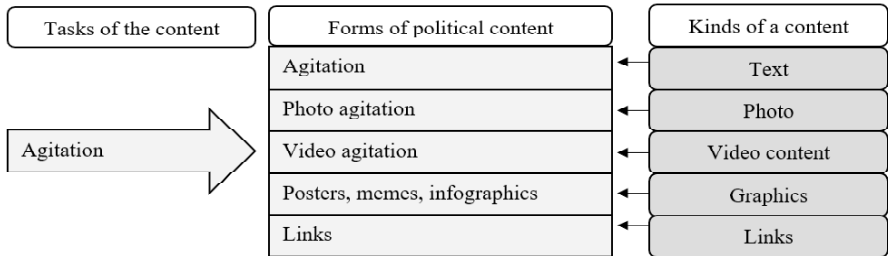 Tasks of the content
Forms of political content
Kinds of a content
Agitation
Agitation
Photo agitation
Video agitation
Posters, memes, infographics
Links
Text
Photo
Video content
Graphics
Links